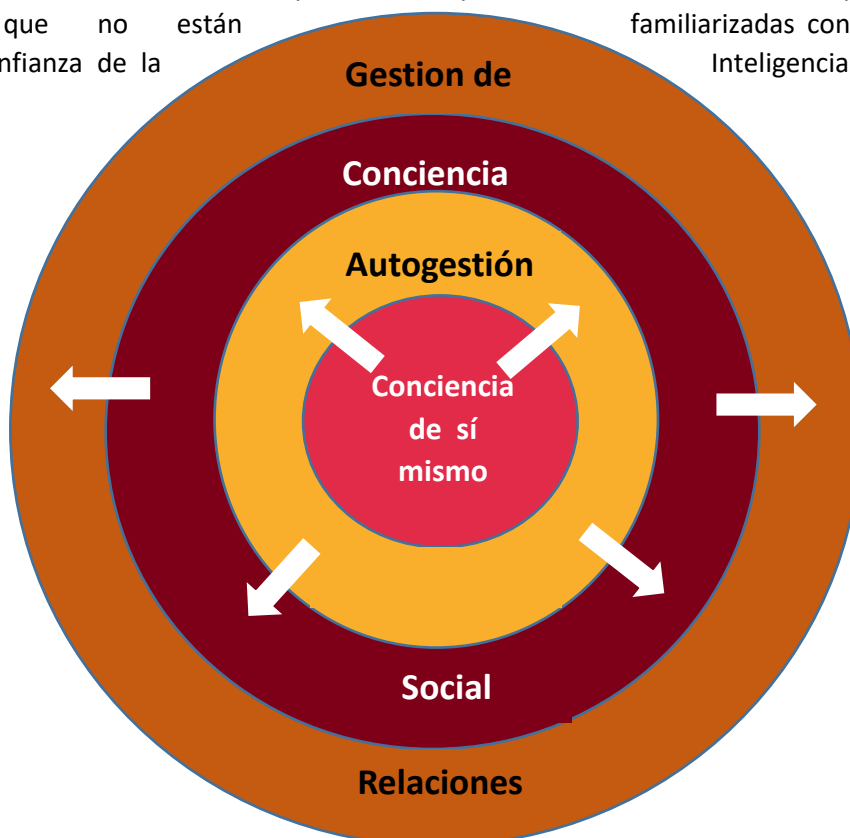 que no están familiarizadas con
nfianza de la Inteligencia
Gestion de
Conciencia
Autogestión
Conciencia
de sí
mismo
Social
Relaciones